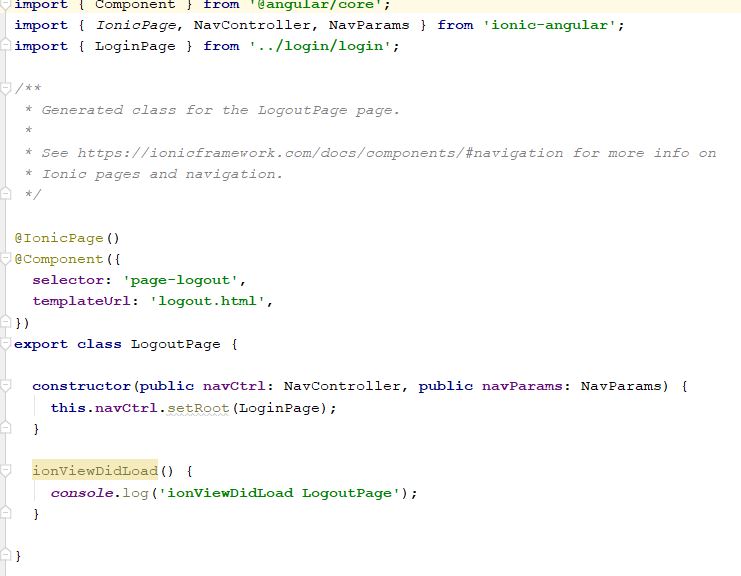 import { Component } from '@angular/core';
import { IonicPage, NavController, NavParams } from 'ionic-angular';
import { LoginPage } from '../login/login';
/**
 * Generated class for the LogoutPage page.
 *
 * See https://ionicframework.com/docs/components/#navigation for more info on
 * Ionic pages and navigation.
 */
@IonicPage()
@Component({
  selector: 'page-logout',
  templateUrl: 'logout.html',
})
export class LogoutPage {
  constructor(public navCtrl: NavController, public navParams: NavParams) {
    this.navCtrl.setRoot(LoginPage);
  }
  ionViewDidLoad() {
    console.log('ionViewDidLoad LogoutPage');
  }
}